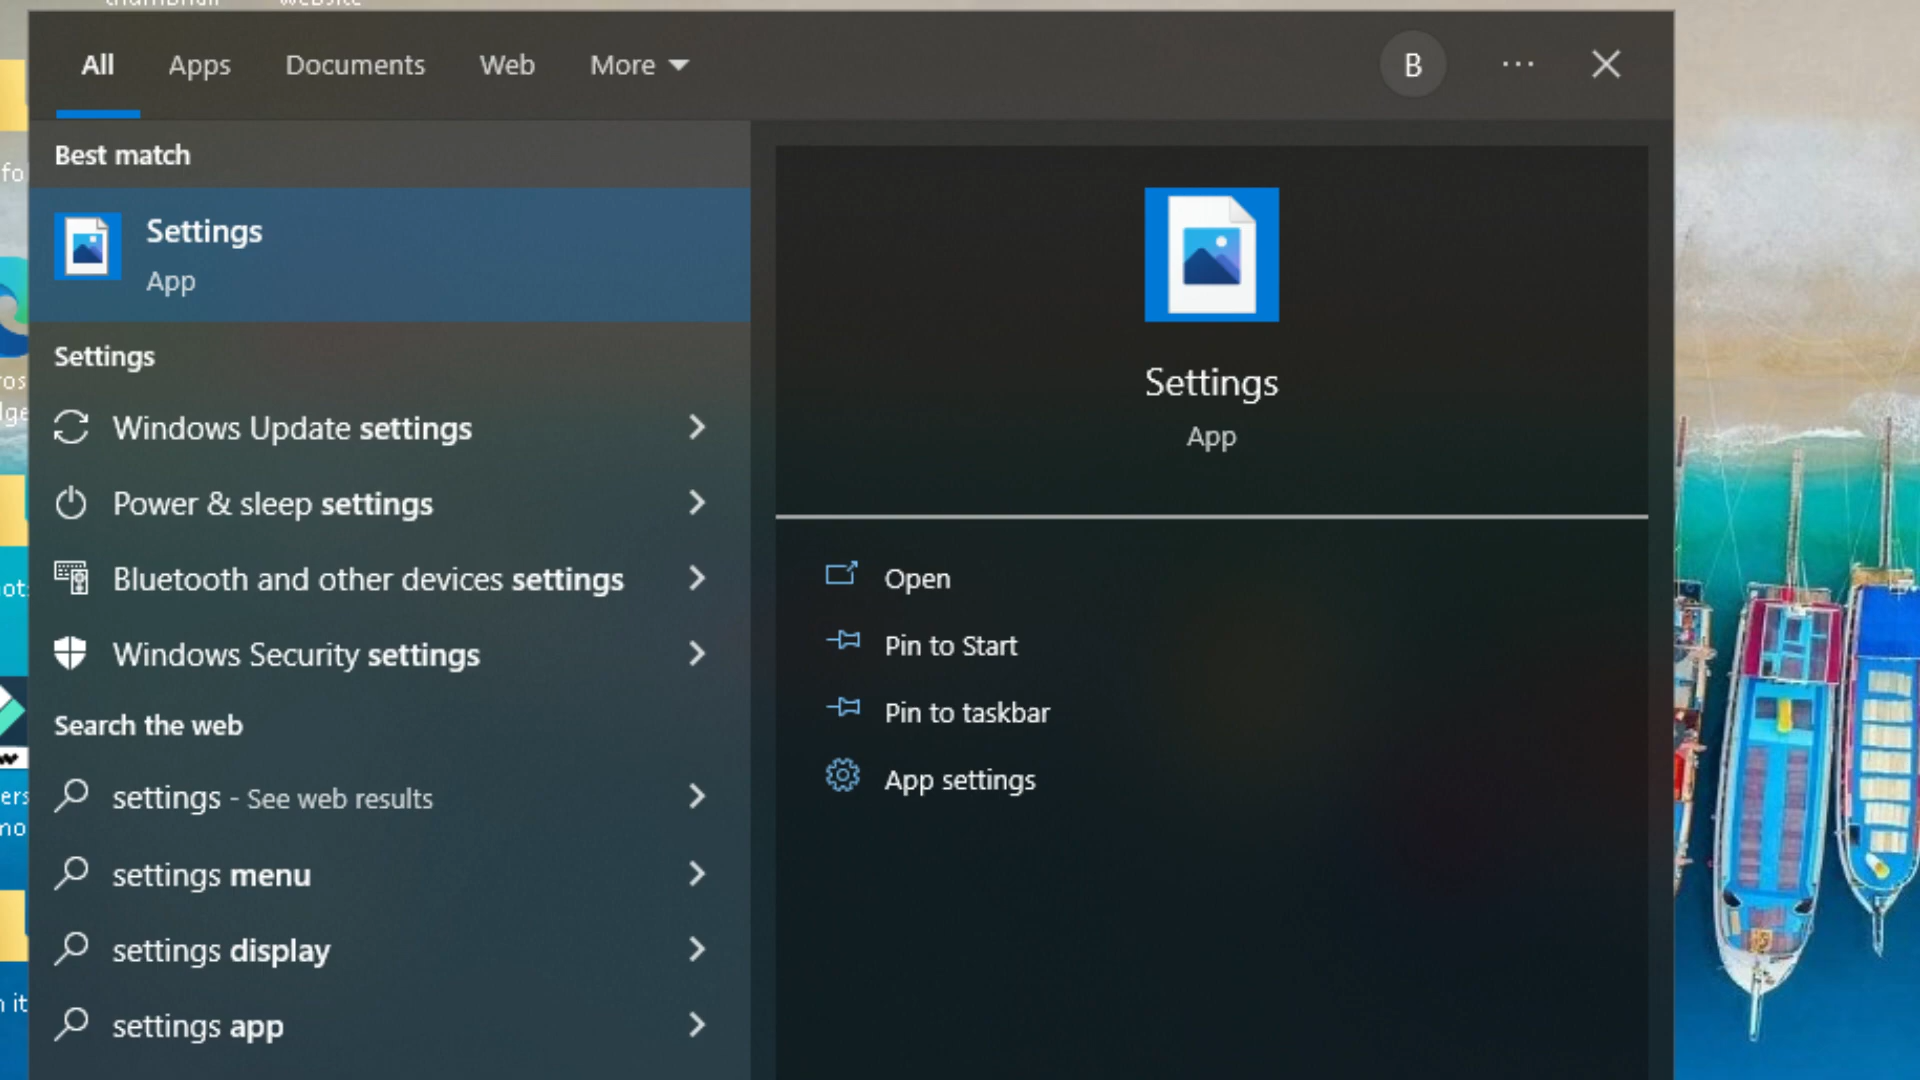 All
Apps
Documents
Web
More
B
Best match
Settings
App
Settings
Windows Update settings
Power & sleep settings
Bluetooth and other devices settings
Windows Security settings
Search the web
settings - See web results
settings menu
settings display
settings app
Settings
App
Open
Pin to Start
Pin to taskbar
App settings